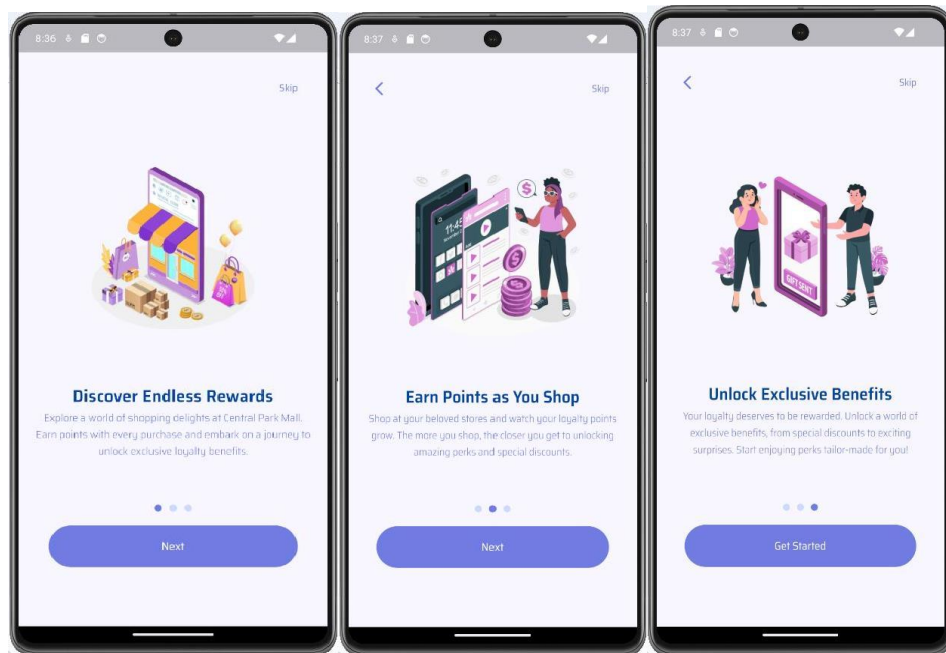 8:36
Skip
Discover Endless Rewards
Explore a world of shopping delights at Central Park Mall.
Earn points with every purchase and embark on a journey to
unlock exclusive loyalty benefits.
Next
8:37
Skip
11:45
$
$
$
Earn Points as You Shop
Shop at your beloved stores and watch your loyalty points
grow. The more you shop, the closer you get to unlocking
amazing perks and special discounts.
Next
8:37
Skip
GIFT SENT
Unlock Exclusive Benefits
Your loyalty deserves to be rewarded. Unlock a world of
exclusive benefits, from special discounts to exciting
surprises. Start enjoying perks tailor-made for you!
Get Started